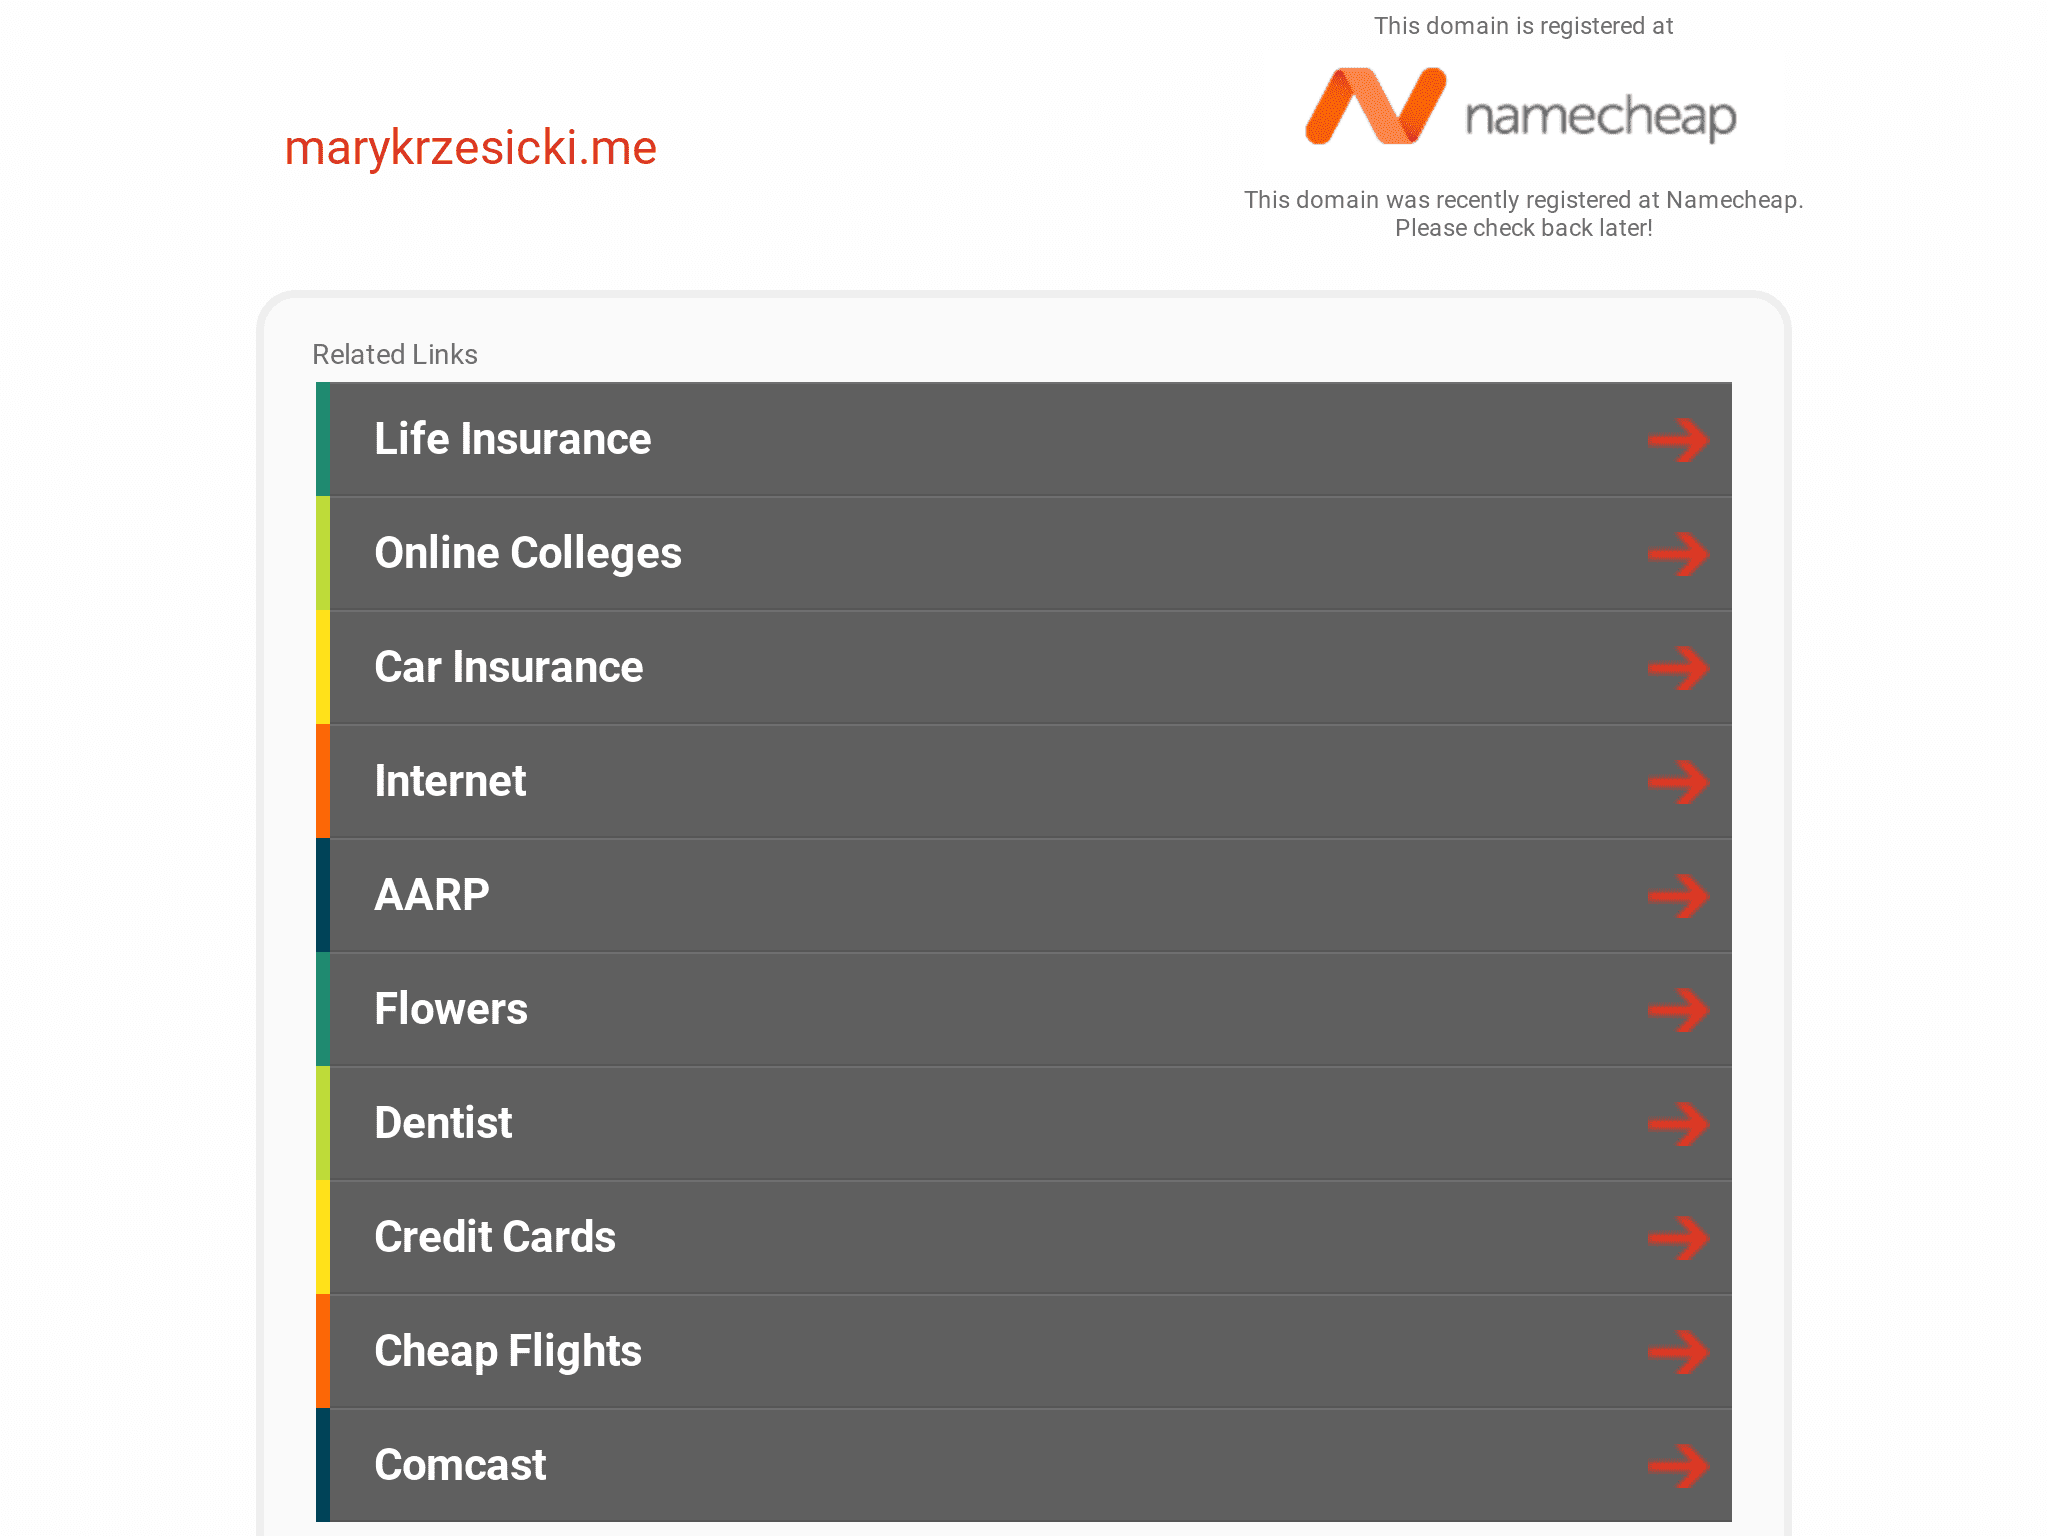 This domain is registered at
namecheap
marykrzesicki.me
This domain was recently registered at Namecheap.
Please check back later!
Related Links
Life Insurance
Online Colleges
Car Insurance
Internet
AARP
Flowers
Dentist
Credit Cards
Cheap Flights
Comcast